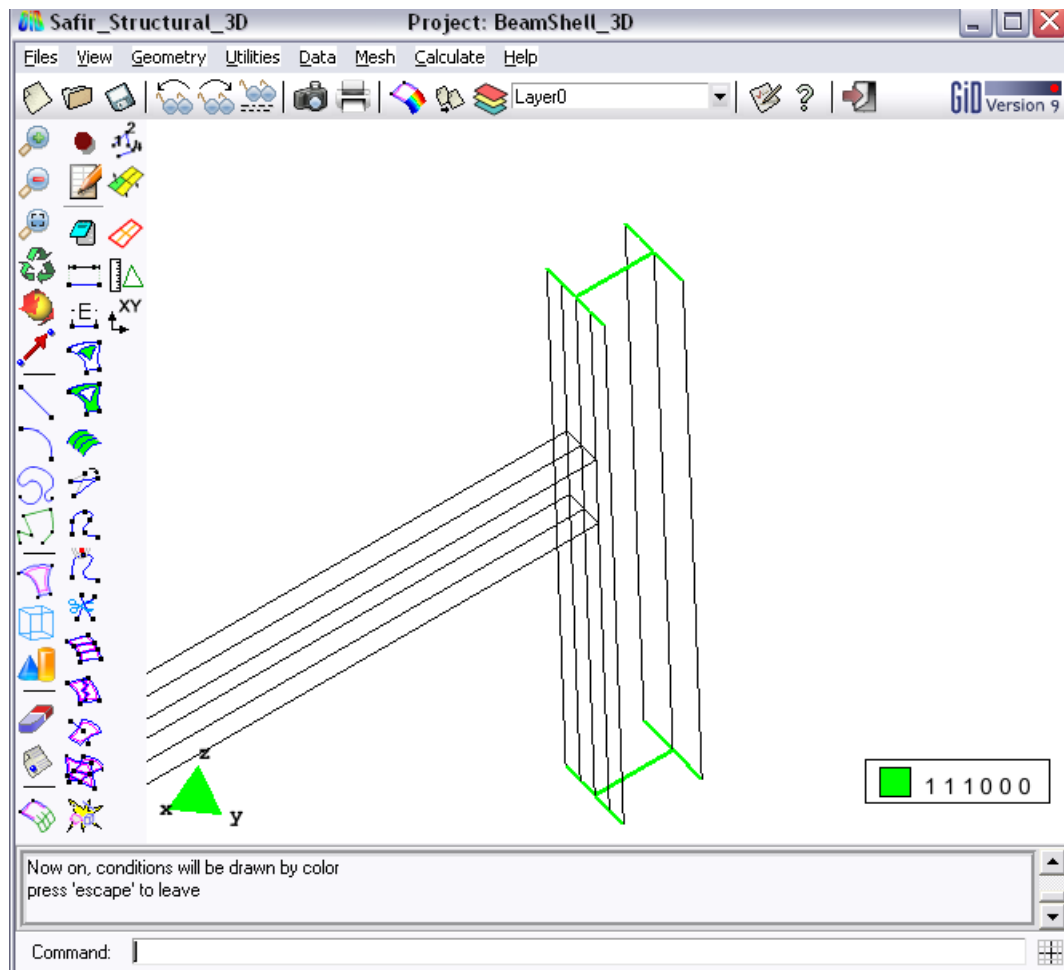 Safir_Structural_3D Project: BeamShell_3D
Files View Geometry Utilities Data Mesh Calculate Help
Layer0
GiD Version 9
2
E
XY
z
x
y
1 1 1 0 0 0
Now on, conditions will be drawn by color
press 'escape' to leave
Command: